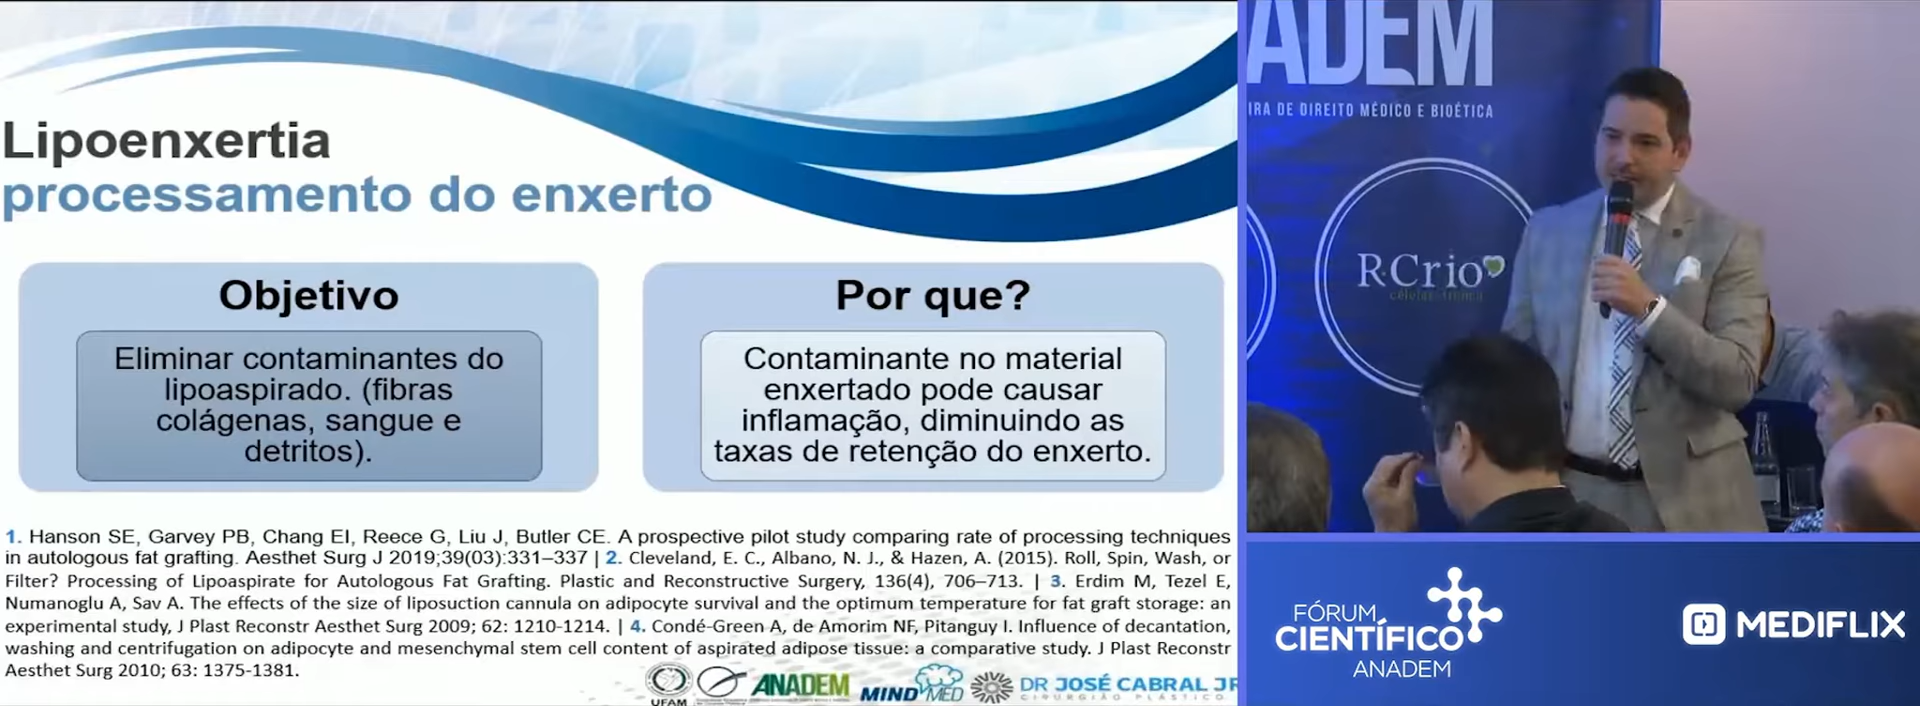 Lipoenxertia
processamento do enxerto
Objetivo
Eliminar contaminantes do
lipoaspirado. (fibras
colágenas, sangue e
detritos).
Por que?
Contaminante no material
enxertado pode causar
inflamação, diminuindo as
taxas de retenção do enxerto.
1. Hanson SE, Garvey PB, Chang EI, Reece G, Liu J, Butler CE. A prospective pilot study comparing rate of processing techniques
in autologous fat grafting. Aesthet Surg J 2019;39(03):331–337 | 2. Cleveland, E. C., Albano, N. J., & Hazen, A. (2015). Roll, Spin, Wash, or
Filter? Processing of Lipoaspirate for Autologous Fat Grafting. Plastic and Reconstructive Surgery, 136(4), 706–713. | 3. Erdim M, Tezel E,
Numanoglu A, Sav A. The effects of the size of liposuction cannula on adipocyte survival and the optimum temperature for fat graft storage: an
experimental study, J Plast Reconstr Aesthet Surg 2009; 62: 1210-1214. | 4. Condé-Green A, de Amorim NF, Pitanguy I. Influence of decantation,
washing and centrifugation on adipocyte and mesenchymal stem cell content of aspirated adipose tissue: a comparative study. J Plast Reconstr
Aesthet Surg 2010; 63: 1375-1381.
UFAM
ANADEM
MINDMED
DR JOSÉ CABRAL JR
CIRURGIÃO PLÁSTICO
ADEM
IRA DE DIREITO MÉDICO E BIOÉTICA
R·Crio
células-tronco
FÓRUM
CIENTÍFICO
ANADEM
MEDIFLIX